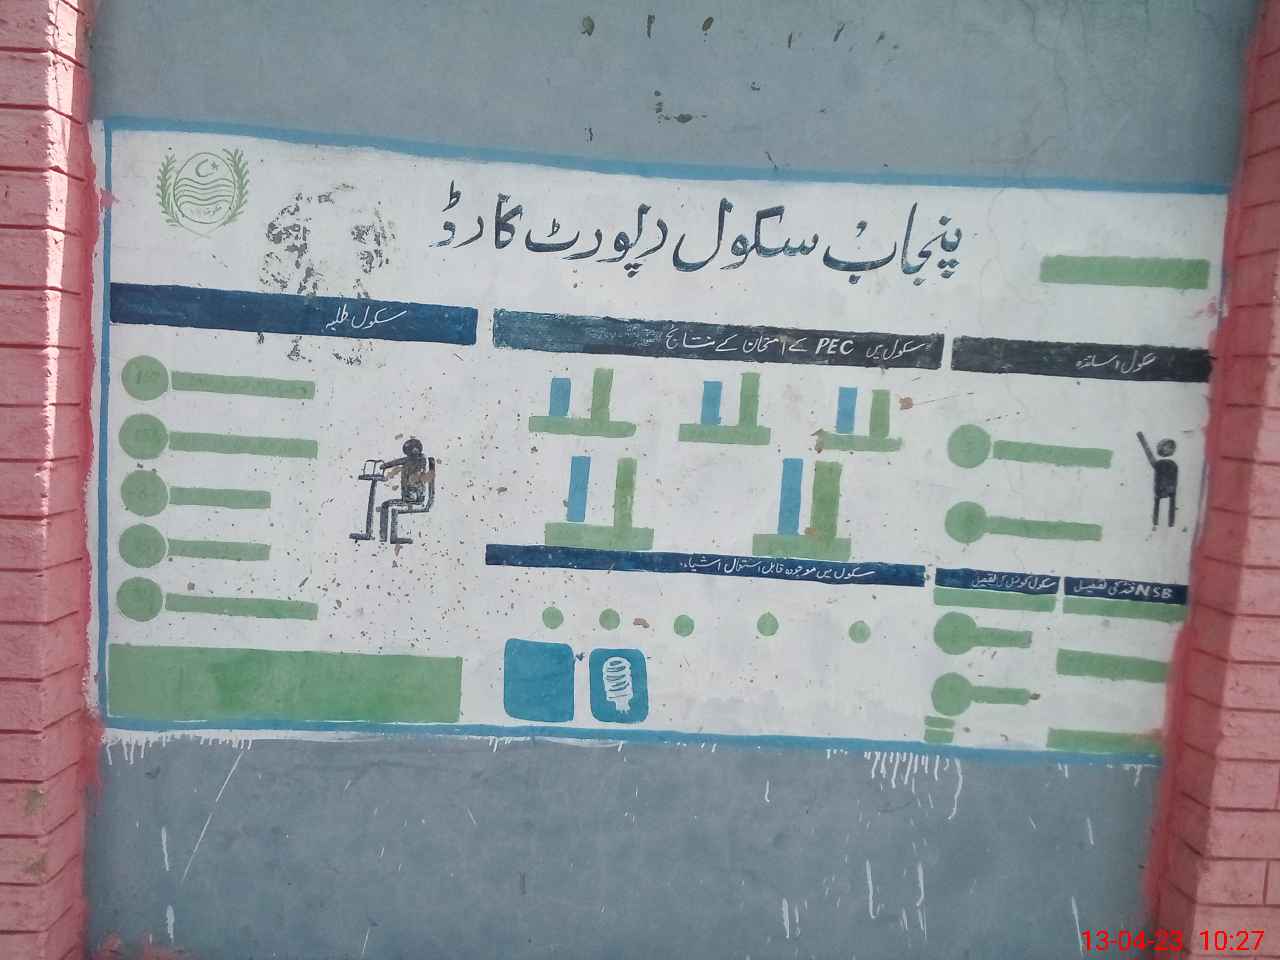 پنجاب سکول رپورٹ کارڈ
سکول اساتذہ
سکول میں PEC کے امتحان کے نتائج
سکول طلبہ
سکول میں موجودہ قابل استعمال اشیاء
سکول کونسل کی تفصیل
NSB فنڈ کی تفصیل
13-04-23 10:27